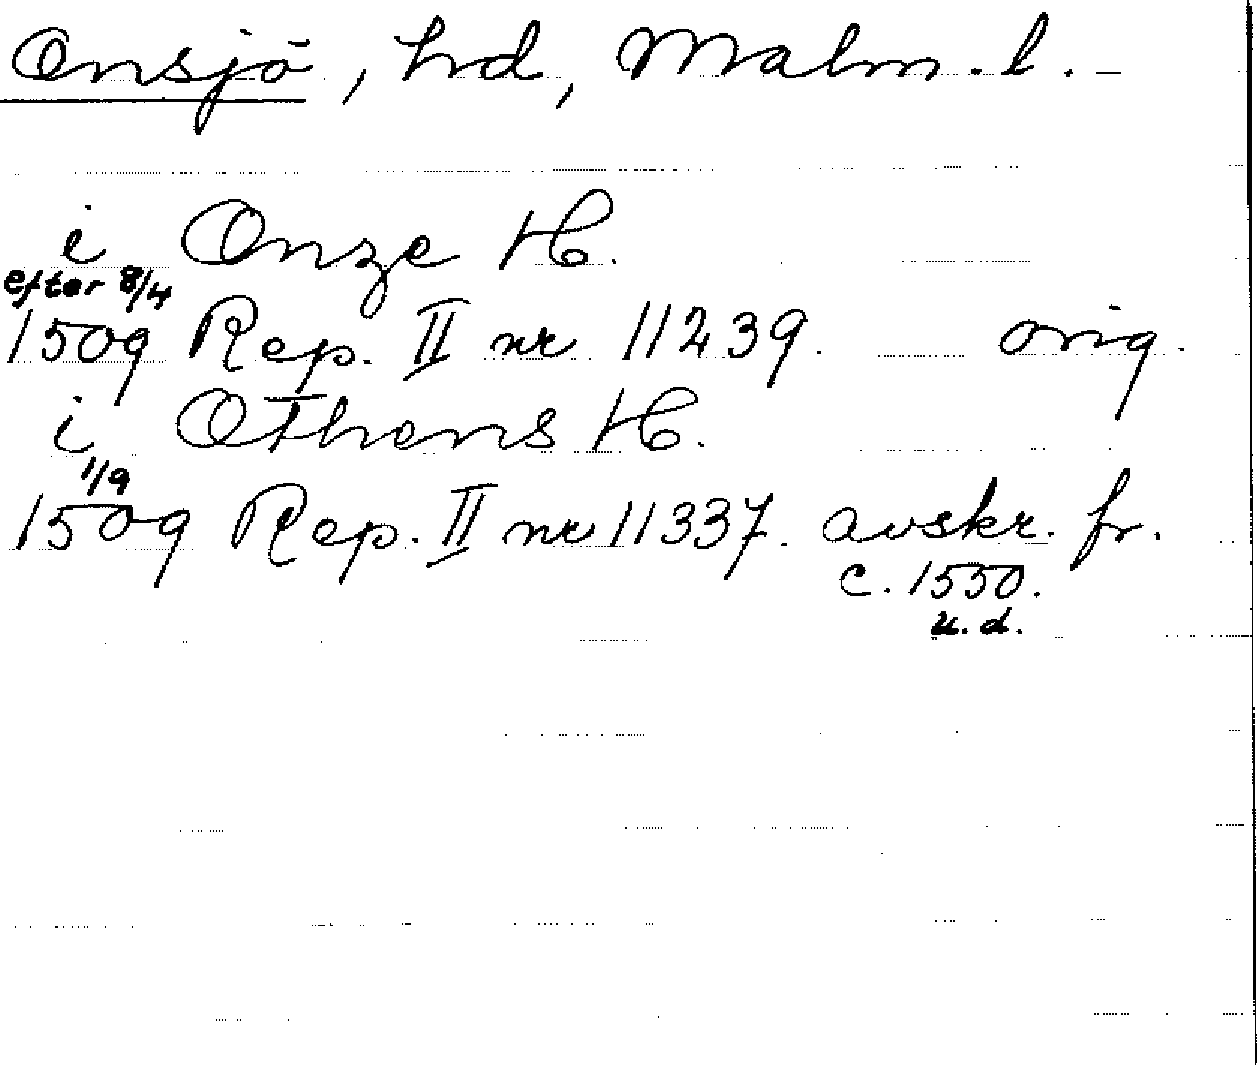 Onsjö, hd, Malm. l. –
i Onze H.
efter 8/4
1509 Rep. II nr 11239. orig.
i Othens H.
1/9
1509 Rep. II nr 11337. avskr. fr.
c. 1550.
u. d.